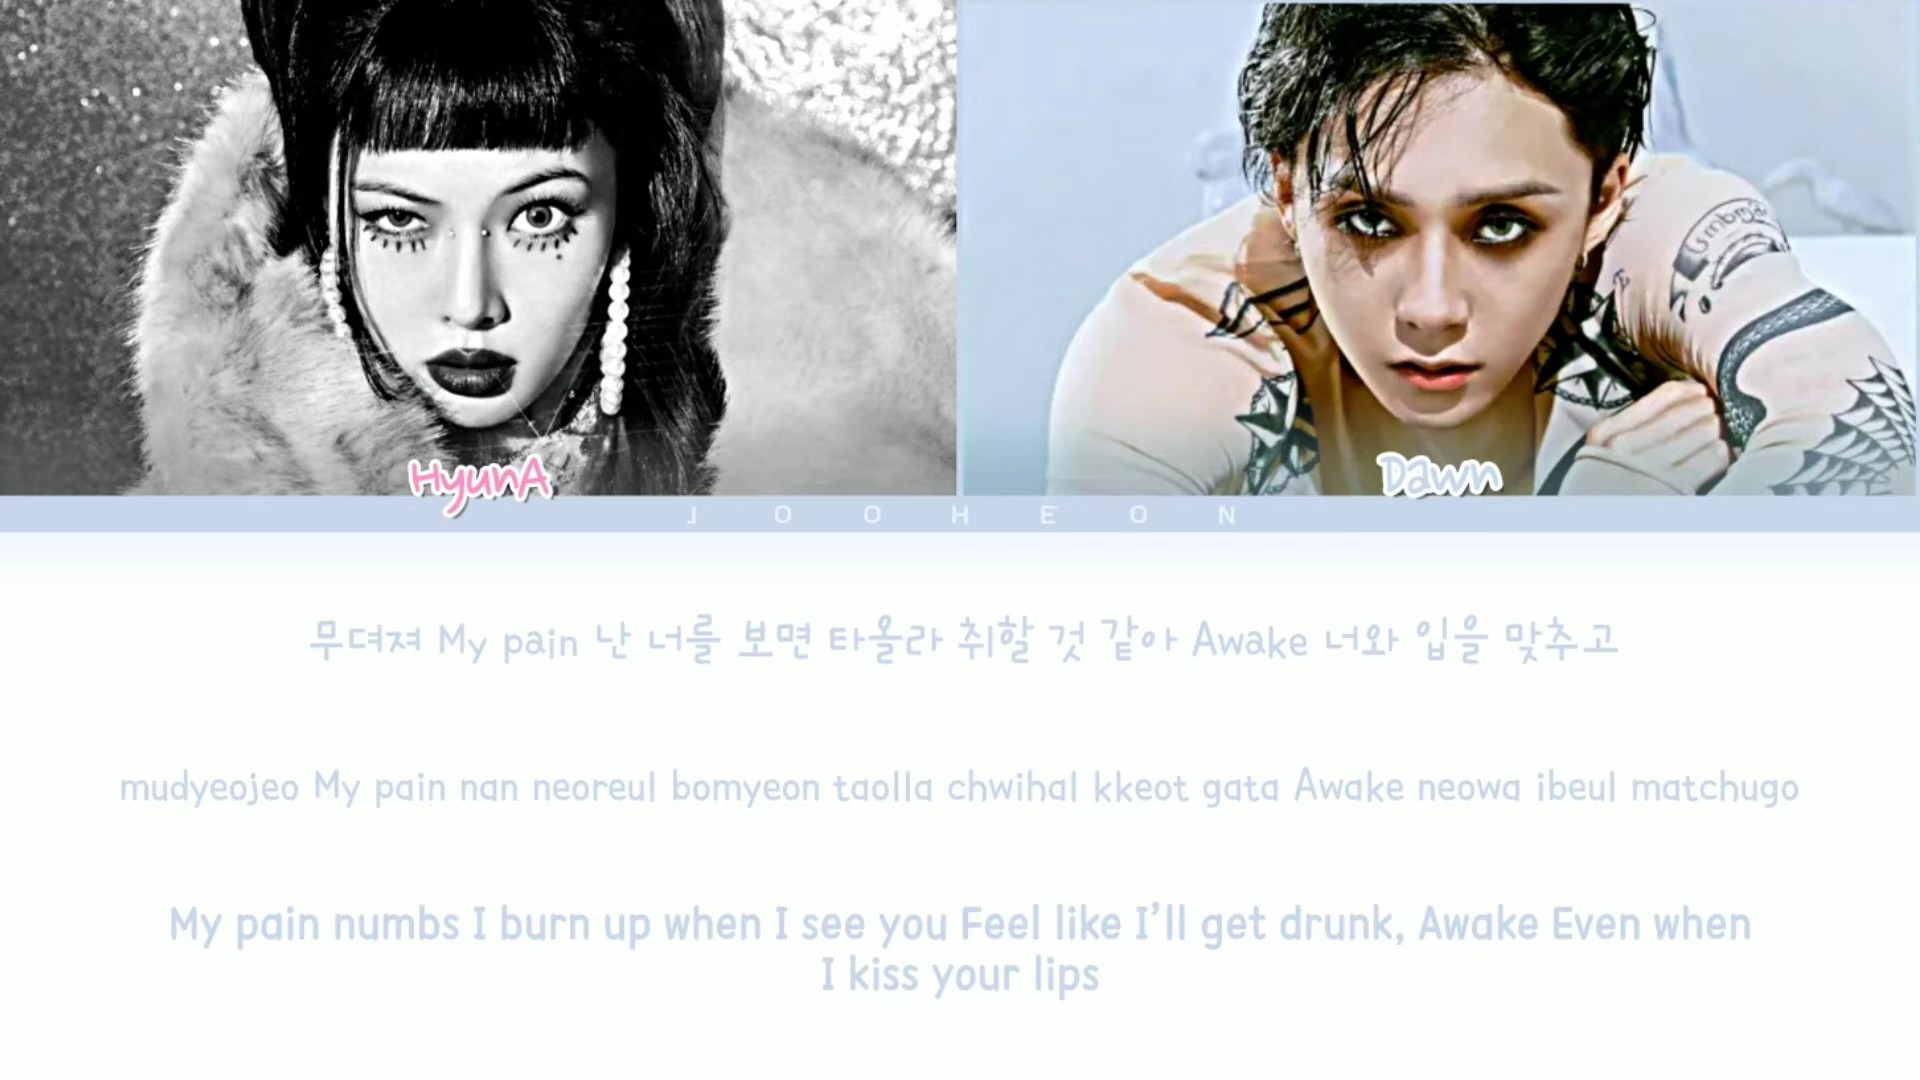 HyunA
Dawn
JOOHEON
무뎌져 My pain 난 너를 보면 타올라 취할 것 같아 Awake 너와 입을 맞추고
mudyeojeo My pain nan neoreul bomyeon taolla chwihal kkeot gata Awake neowa ibeul matchugo
My pain numbs I burn up when I see you Feel like I'll get drunk, Awake Even when
I kiss your lips